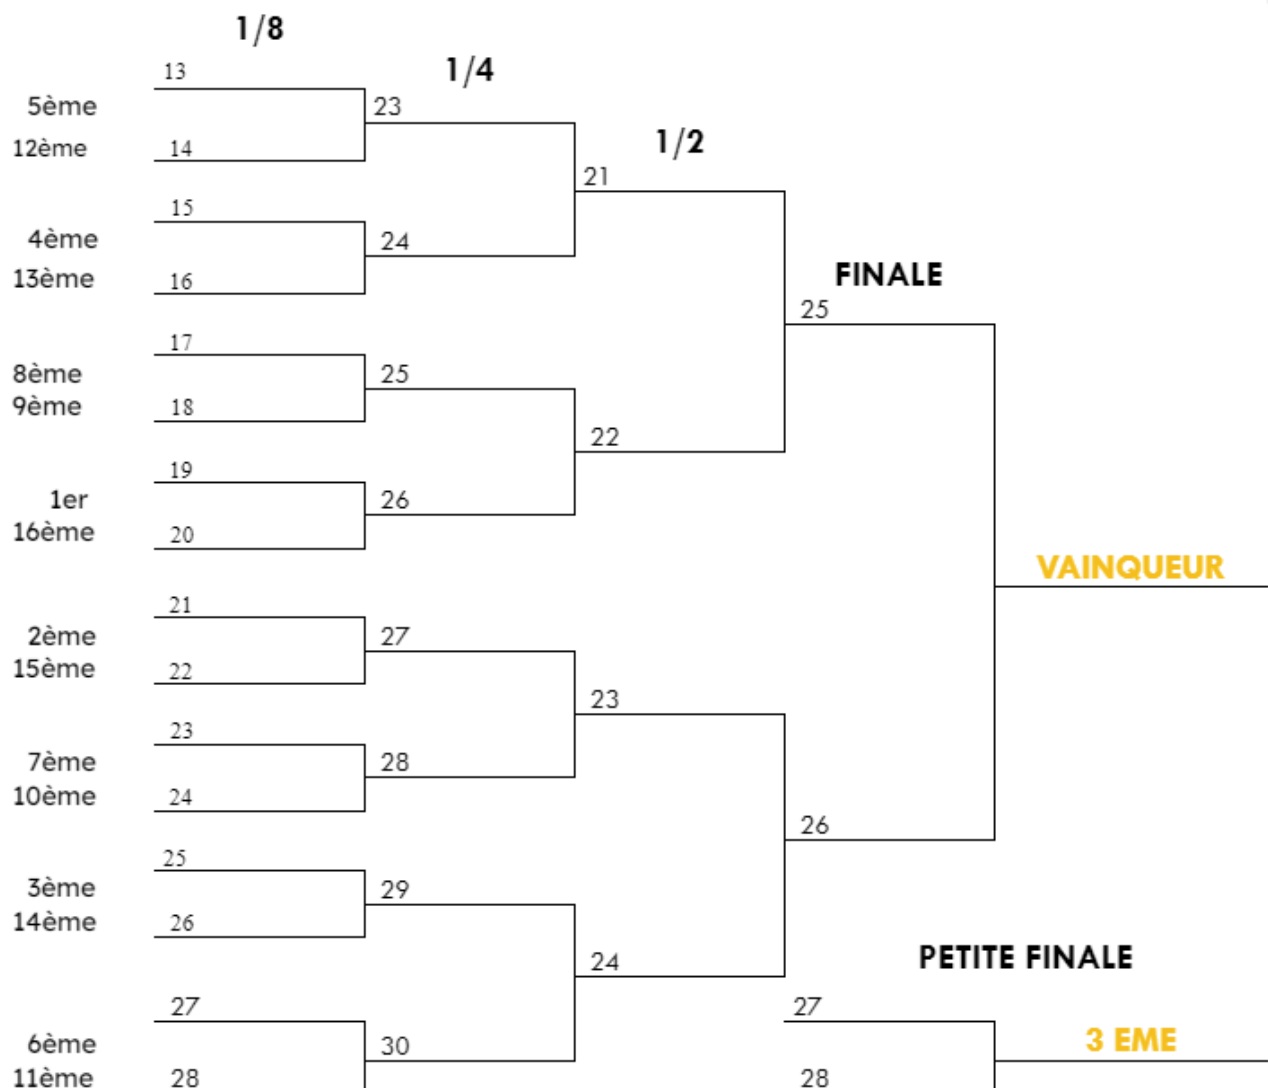 1/8
1/4
1/2
FINALE
13
5ème
23
12ème
14
21
15
4ème
24
13ème
16
25
17
8ème
25
9ème
18
22
19
1er
26
16ème
20
VAINQUEUR
21
2ème
27
15ème
22
23
23
7ème
28
10ème
24
26
25
3ème
29
14ème
26
24
PETITE FINALE
27
27
6ème
30
3 EME
11ème
28
28